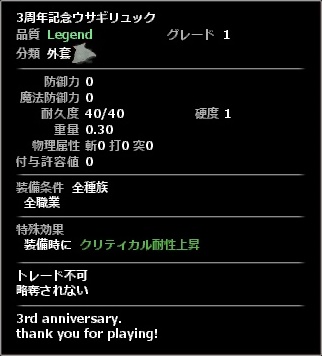 3周年記念ウサギリュック
品質 Legend グレード 1
分類 外套
防御力 0
魔法防御力 0
耐久度 40/40 硬度 1
重量 0.30
物理属性 斬0 打0 突0
付与許容値 0
装備条件 全種族
全職業
特殊効果
装備時に クリティカル耐性上昇
トレード不可
略奪されない
3rd anniversary.
thank you for playing!